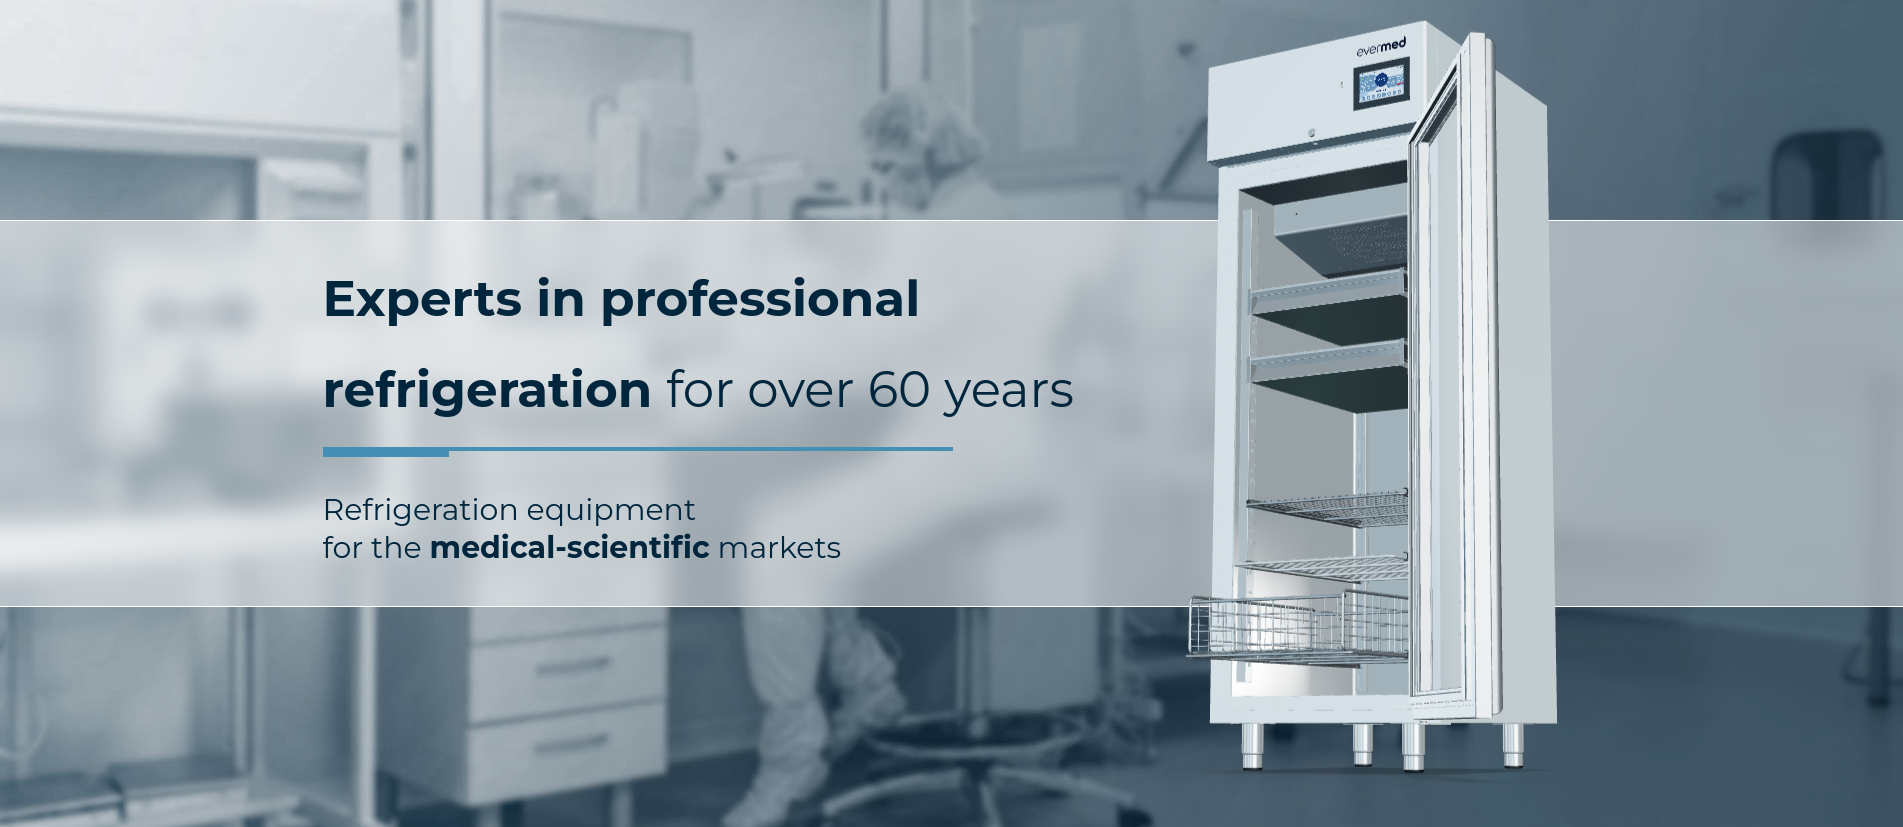 evermed
Experts in professional
refrigeration for over 60 years
Refrigeration equipment
for the medical-scientific markets